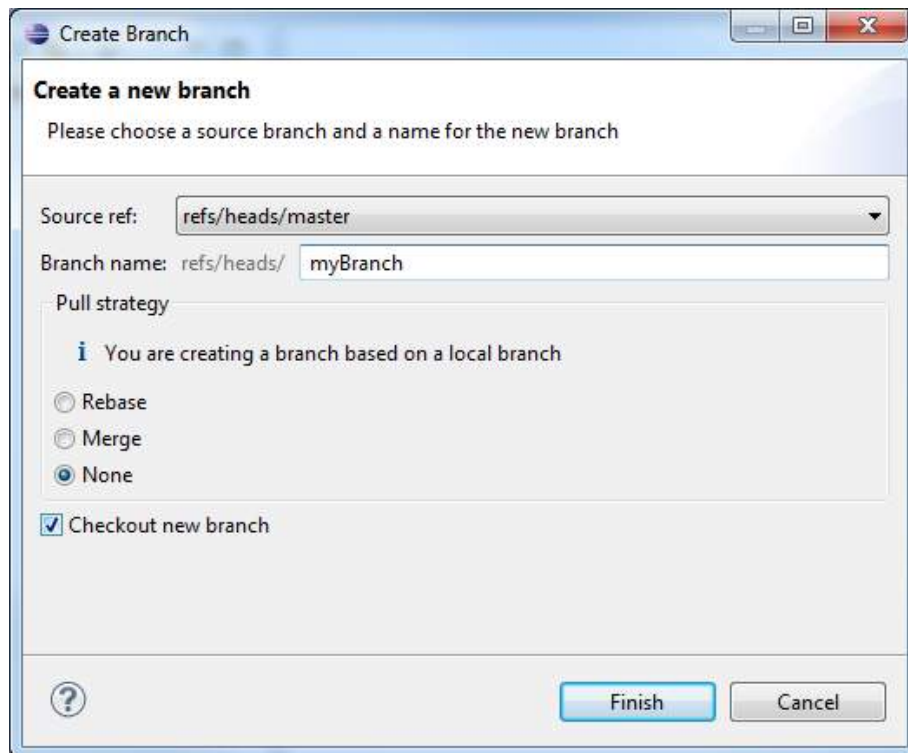 Create Branch
Create a new branch
Please choose a source branch and a name for the new branch
Source ref: refs/heads/master
Branch name: refs/heads/ myBranch
Pull strategy
i You are creating a branch based on a local branch
Rebase
Merge
None
Checkout new branch
? Finish Cancel